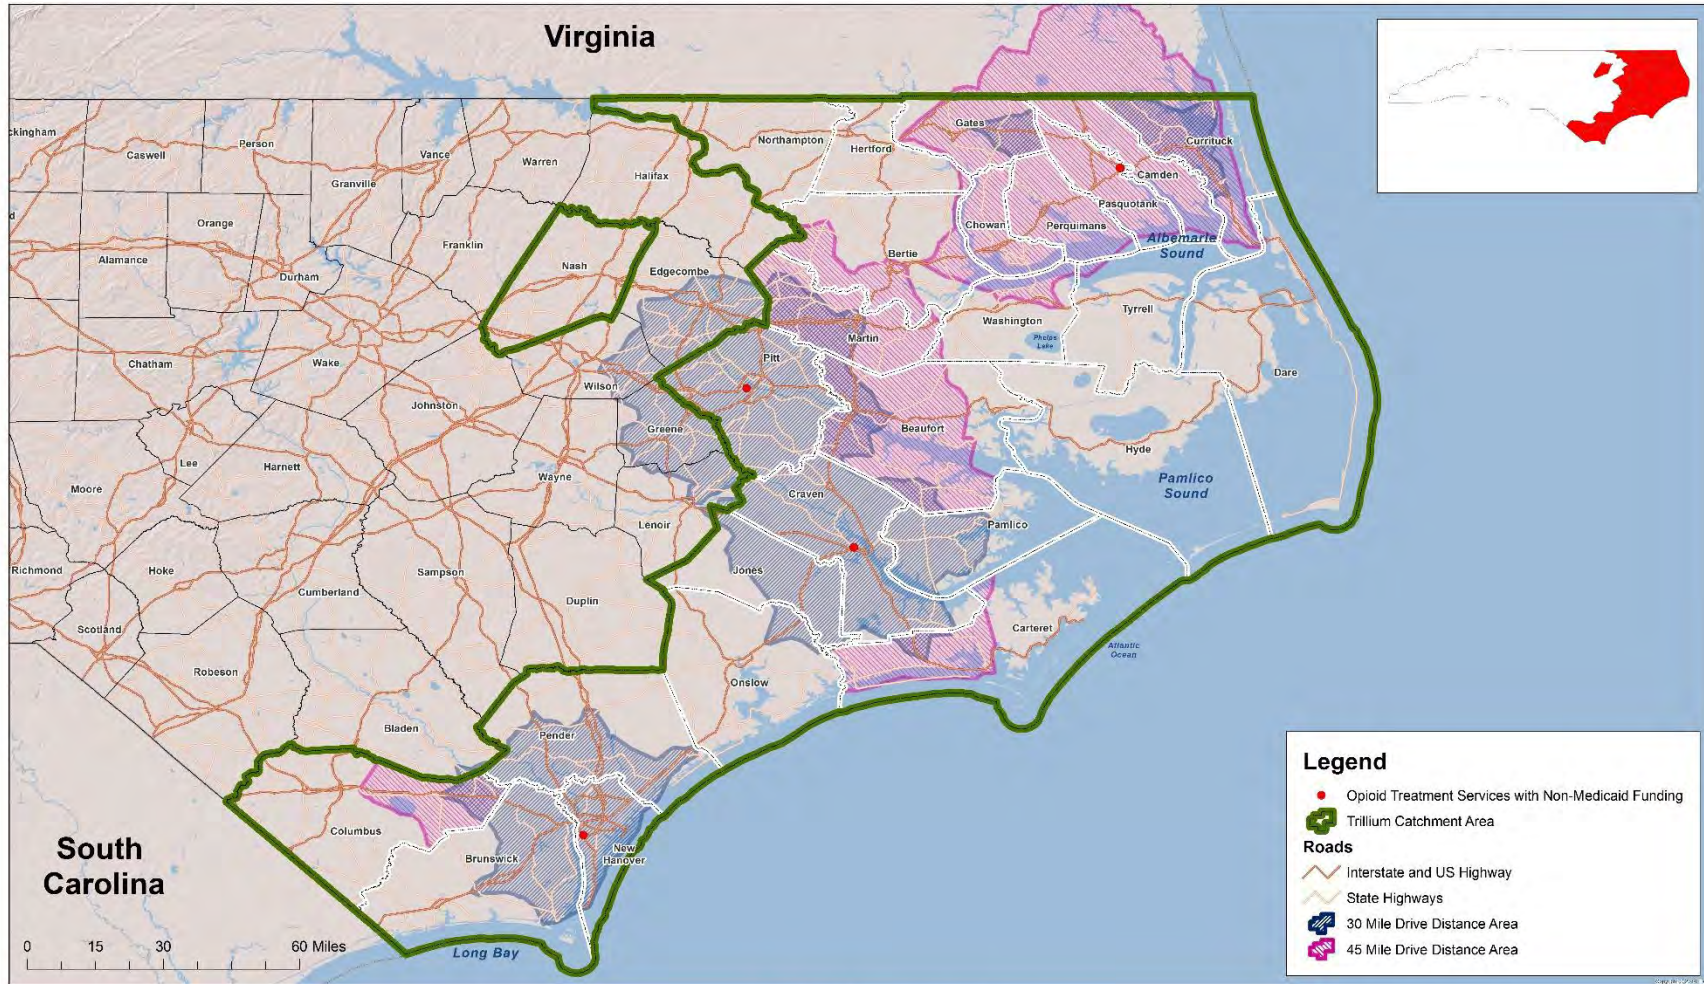 Virginia
ckingham
Caswell
Person
Vance
Warren
Northampton
Hertford
Gates
Currituck
Granville
Halifax
Camden
Pasquotank
d
Orange
Franklin
Chowan
Perquimans
Albemarle
Sound
Alamance
Durham
Nash
Edgecombe
Bertie
Washington
Tyrrell
Phelps
Lake
Chatham
Wake
Martin
Pitt
Dare
Wilson
Johnston
Greene
Beaufort
Hyde
Lee
Harnett
Wayne
Moore
Craven
Pamlico
Sound
Lenoir
Pamlico
Richmond
Hoke
Sampson
Jones
Cumberland
Duplin
Scotland
Carteret
Atlantic
Ocean
Robeson
Onslow
Bladen
Pender
Columbus
Brunswick
New
Hanover
South
Carolina
0 15 30 60 Miles
Long Bay
Legend
Opioid Treatment Services with Non-Medicaid Funding
Trillium Catchment Area
Roads
Interstate and US Highway
State Highways
30 Mile Drive Distance Area
45 Mile Drive Distance Area